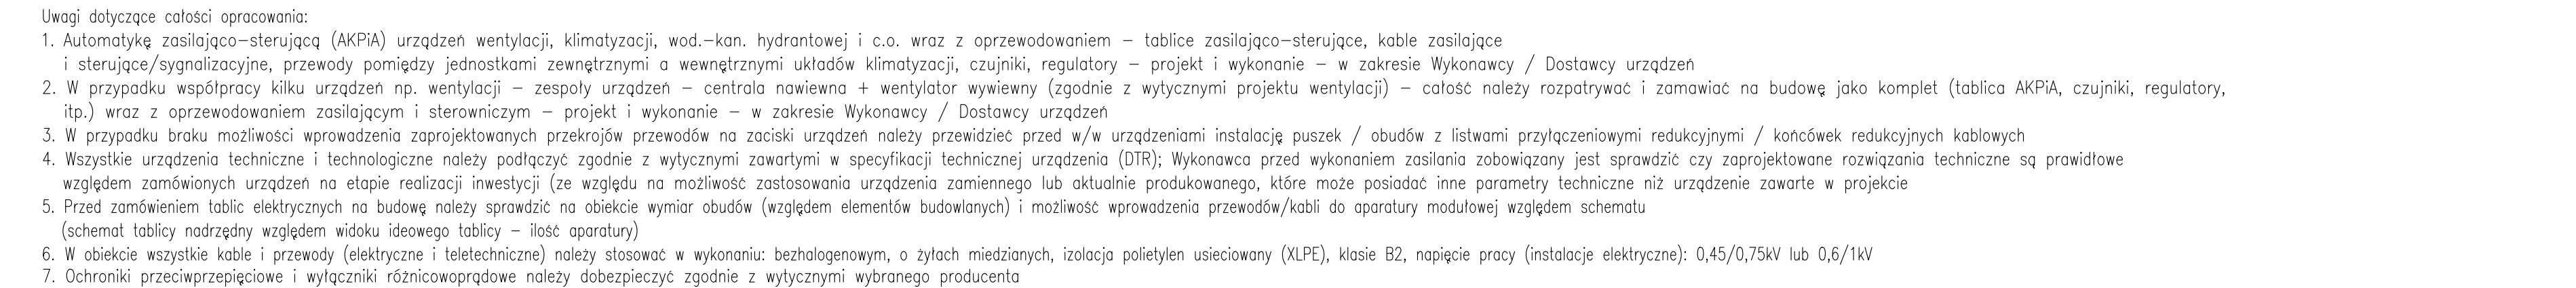 Uwagi dotyczące całości opracowania:
1. Automatykę zasilająco-sterującą (AKPiA) urządzeń wentylacji, klimatyzacji, wod.-kan. hydrantowej i c.o. wraz z oprzewodowaniem - tablice zasilająco-sterujące, kable zasilające
i sterujące/sygnalizacyjne, przewody pomiędzy jednostkami zewnętrznymi a wewnętrznymi układów klimatyzacji, czujniki, regulatory - projekt i wykonanie - w zakresie Wykonawcy / Dostawcy urządzeń
2. W przypadku współpracy kilku urządzeń np. wentylacji - zespoły urządzeń - centrala nawiewna + wentylator wywiewny (zgodnie z wytycznymi projektu wentylacji) - całość należy rozpatrywać i zamawiać na budowę jako komplet (tablica AKPiA, czujniki, regulatory,
itp.) wraz z oprzewodowaniem zasilającym i sterowniczym - projekt i wykonanie - w zakresie Wykonawcy / Dostawcy urządzeń
3. W przypadku braku możliwości wprowadzenia zaprojektowanych przekrojów przewodów na zaciski urządzeń należy przewidzieć przed w/w urządzeniami instalację puszek / obudów z listwami przyłączeniowymi redukcyjnymi / końcówek redukcyjnych kablowych
4. Wszystkie urządzenia techniczne i technologiczne należy podłączyć zgodnie z wytycznymi zawartymi w specyfikacji technicznej urządzenia (DTR); Wykonawca przed wykonaniem zasilania zobowiązany jest sprawdzić czy zaprojektowane rozwiązania techniczne są prawidłowe
względem zamówionych urządzeń na etapie realizacji inwestycji (ze względu na możliwość zastosowania urządzenia zamiennego lub aktualnie produkowanego, które może posiadać inne parametry techniczne niż urządzenie zawarte w projekcie
5. Przed zamówieniem tablic elektrycznych na budowę należy sprawdzić na obiekcie wymiar obudów (względem elementów budowlanych) i możliwość wprowadzenia przewodów/kabli do aparatury modułowej względem schematu
(schemat tablicy nadrzędny względem widoku ideowego tablicy - ilość aparatury)
6. W obiekcie wszystkie kable i przewody (elektryczne i teletechniczne) należy stosować w wykonaniu: bezhalogenowym, o żyłach miedzianych, izolacja polietylen usieciowany (XLPE), klasie B2, napięcie pracy (instalacje elektryczne): 0,45/0,75kV lub 0,6/1kV
7. Ochroniki przeciwprzepięciowe i wyłączniki różnicowoprądowe należy dobezpieczyć zgodnie z wytycznymi wybranego producenta